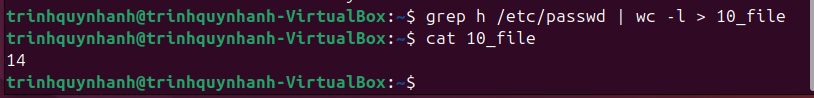 trinhquynhanh@trinhquynhanh-VirtualBox:~$ grep h /etc/passwd | wc -l > 10_file
trinhquynhanh@trinhquynhanh-VirtualBox:~$ cat 10_file
14
trinhquynhanh@trinhquynhanh-VirtualBox:~$